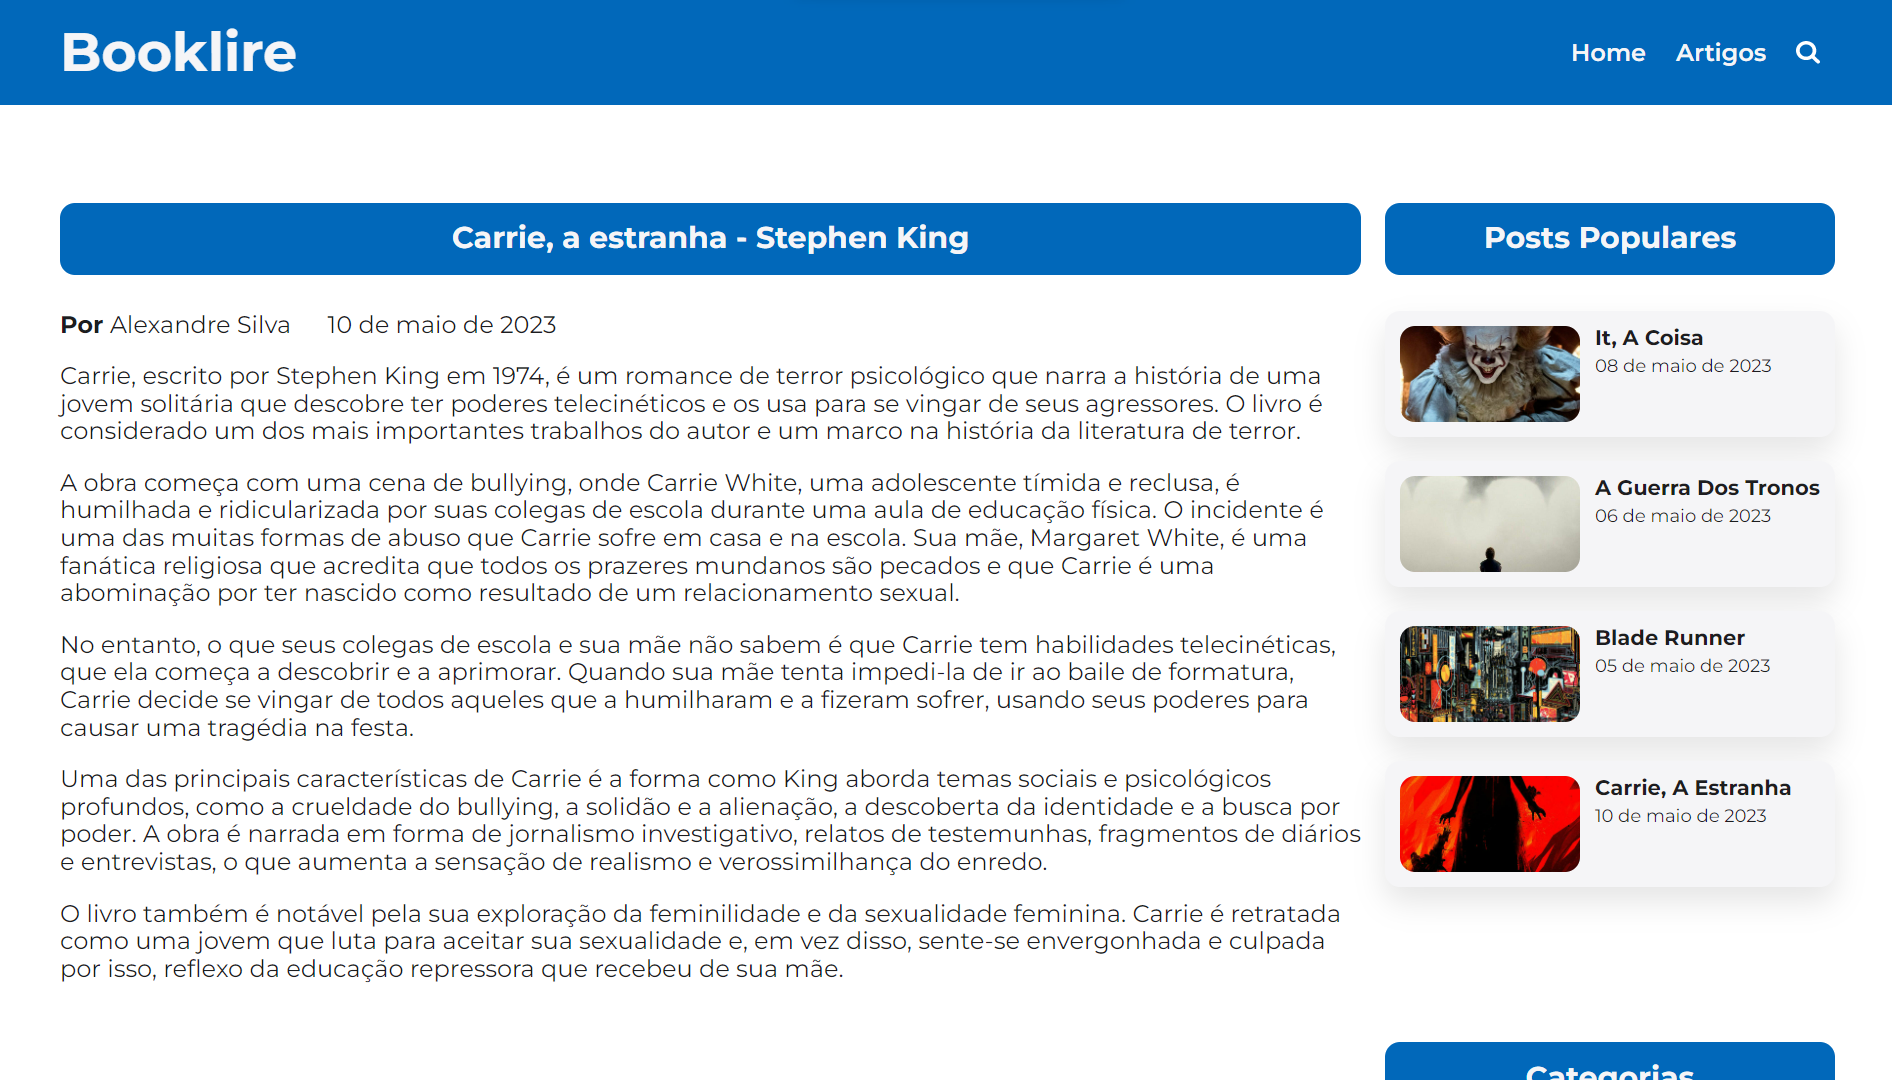 Booklire
Home
Artigos
Carrie, a estranha - Stephen King
Por Alexandre Silva 10 de maio de 2023
Carrie, escrito por Stephen King em 1974, é um romance de terror psicológico que narra a história de uma
jovem solitária que descobre ter poderes telecinéticos e os usa para se vingar de seus agressores. O livro é
considerado um dos mais importantes trabalhos do autor e um marco na história da literatura de terror.
A obra começa com uma cena de bullying, onde Carrie White, uma adolescente tímida e reclusa, é
humilhada e ridicularizada por suas colegas de escola durante uma aula de educação física. O incidente é
uma das muitas formas de abuso que Carrie sofre em casa e na escola. Sua mãe, Margaret White, é uma
fanática religiosa que acredita que todos os prazeres mundanos são pecados e que Carrie é uma
abominação por ter nascido como resultado de um relacionamento sexual.
No entanto, o que seus colegas de escola e sua mãe não sabem é que Carrie tem habilidades telecinéticas,
que ela começa a descobrir e a aprimorar. Quando sua mãe tenta impedi-la de ir ao baile de formatura,
Carrie decide se vingar de todos aqueles que a humilharam e a fizeram sofrer, usando seus poderes para
causar uma tragédia na festa.
Uma das principais características de Carrie é a forma como King aborda temas sociais e psicológicos
profundos, como a crueldade do bullying, a solidão e a alienação, a descoberta da identidade e a busca por
poder. A obra é narrada em forma de jornalismo investigativo, relatos de testemunhas, fragmentos de diários
e entrevistas, o que aumenta a sensação de realismo e verossimilhança do enredo.
O livro também é notável pela sua exploração da feminilidade e da sexualidade feminina. Carrie é retratada
como uma jovem que luta para aceitar sua sexualidade e, em vez disso, sente-se envergonhada e culpada
por isso, reflexo da educação repressora que recebeu de sua mãe.
Posts Populares
It, A Coisa
08 de maio de 2023
A Guerra Dos Tronos
06 de maio de 2023
Blade Runner
05 de maio de 2023
Carrie, A Estranha
10 de maio de 2023
Categorias